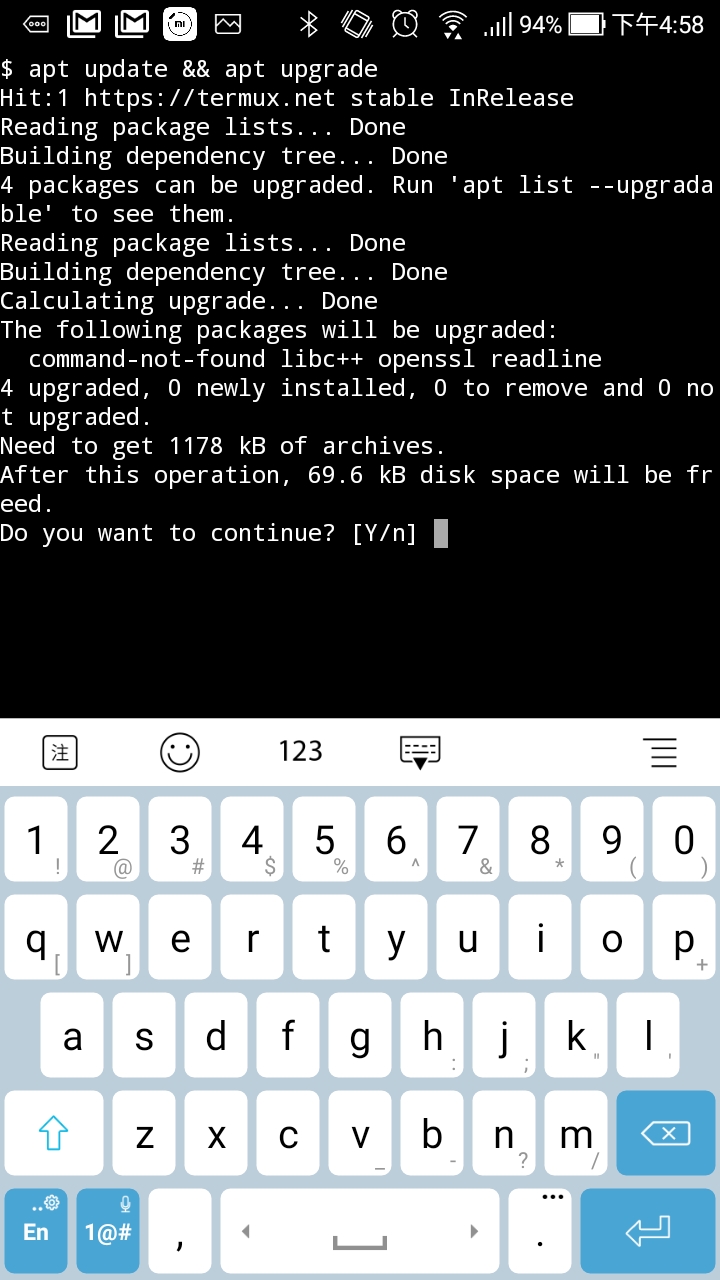 94% 下午4:58
$ apt update && apt upgrade
Hit:1 https://termux.net stable InRelease
Reading package lists... Done
Building dependency tree... Done
4 packages can be upgraded. Run 'apt list --upgrada
ble' to see them.
Reading package lists... Done
Building dependency tree... Done
Calculating upgrade... Done
The following packages will be upgraded:
  command-not-found libc++ openssl readline
4 upgraded, 0 newly installed, 0 to remove and 0 no
t upgraded.
Need to get 1178 kB of archives.
After this operation, 69.6 kB disk space will be fr
eed.
Do you want to continue? [Y/n]
注 123
1 ! 2 @ 3 # 4 $ 5 % 6 ^ 7 & 8 * 9 ( 0 )
q [ w ] e r t y u i o p +
a s d f g h : j ; k " l '
z x c v _ b - n ? m /
En 1@# , .